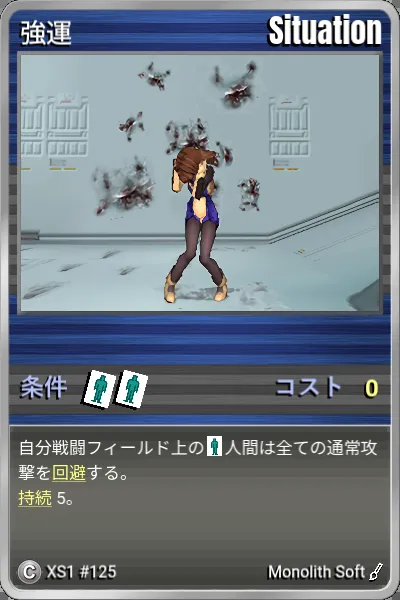 強運 Situation
条件 コスト 0
自分戦闘フィールド上の人間は全ての通常攻
撃を回避する。
持続 5。
C XS1 #125 Monolith Soft